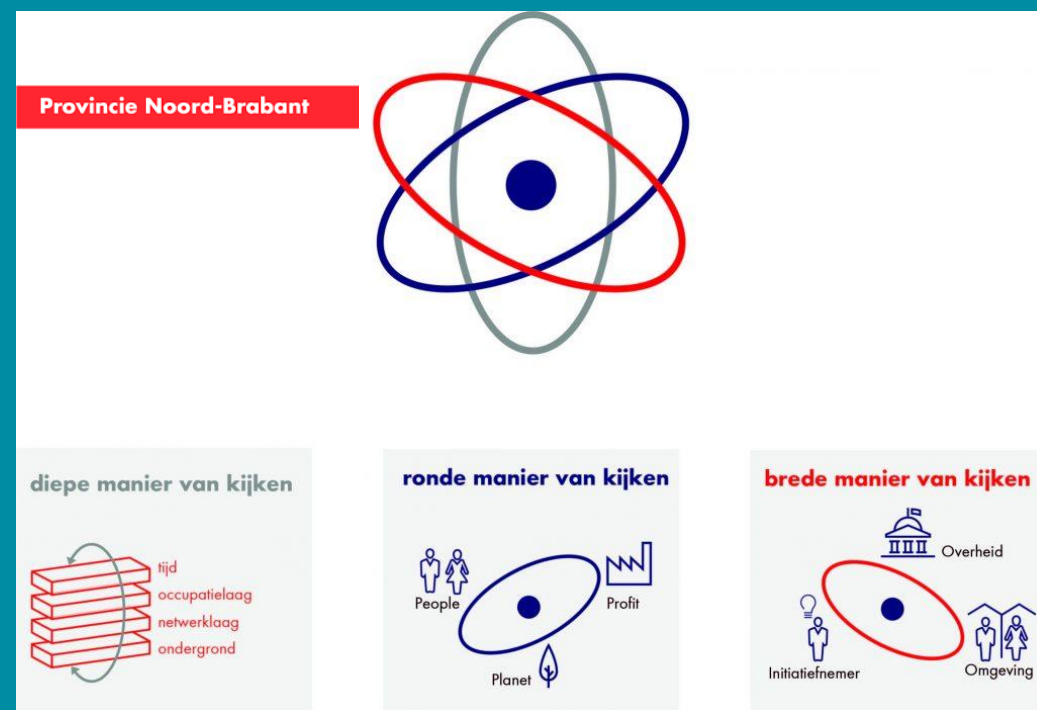 Provincie Noord-Brabant
diepe manier van kijken
tijd
occupatielaag
netwerklaag
ondergrond
ronde manier van kijken
People
Profit
Planet
brede manier van kijken
Overheid
Initiatiefnemer
Omgeving